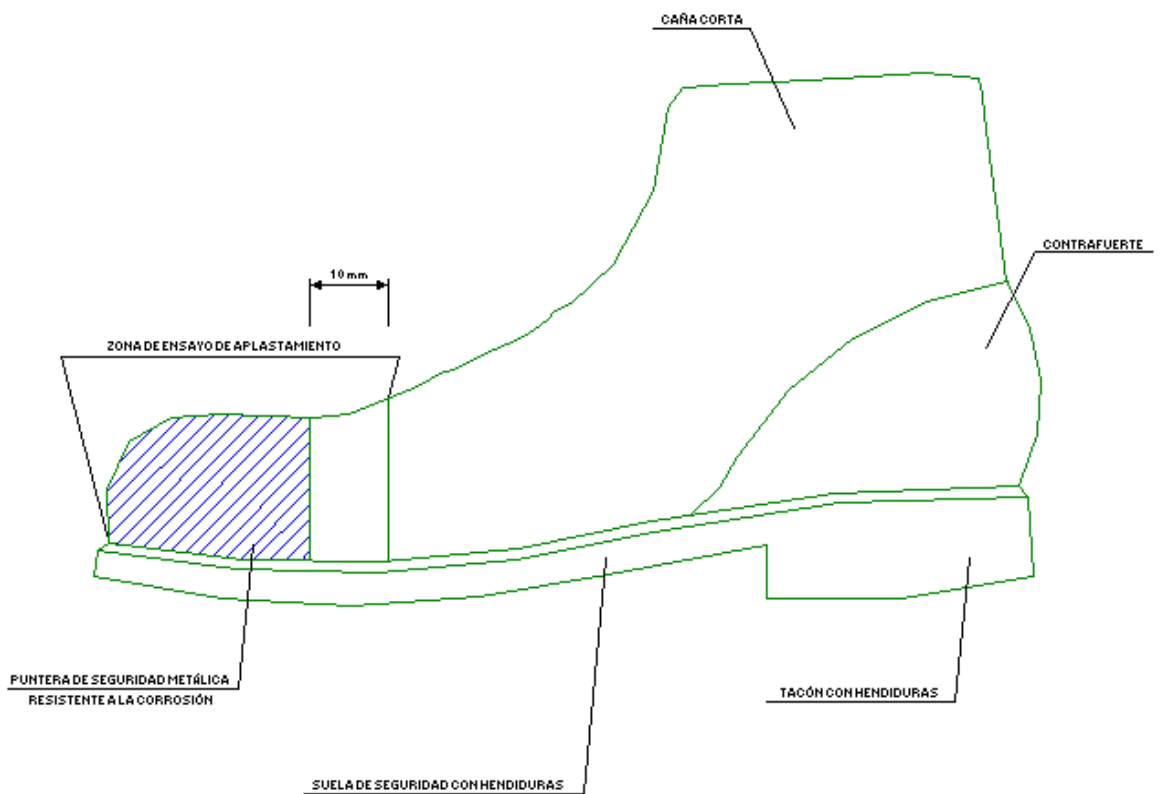 CAÑA CORTA
CONTRAFUERTE
10 mm
ZONA DE ENSAYO DE APLASTAMIENTO
PUNTERA DE SEGURIDAD METÁLICA
RESISTENTE A LA CORROSIÓN
TACÓN CON HENDIDURAS
SUELA DE SEGURIDAD CON HENDIDURAS